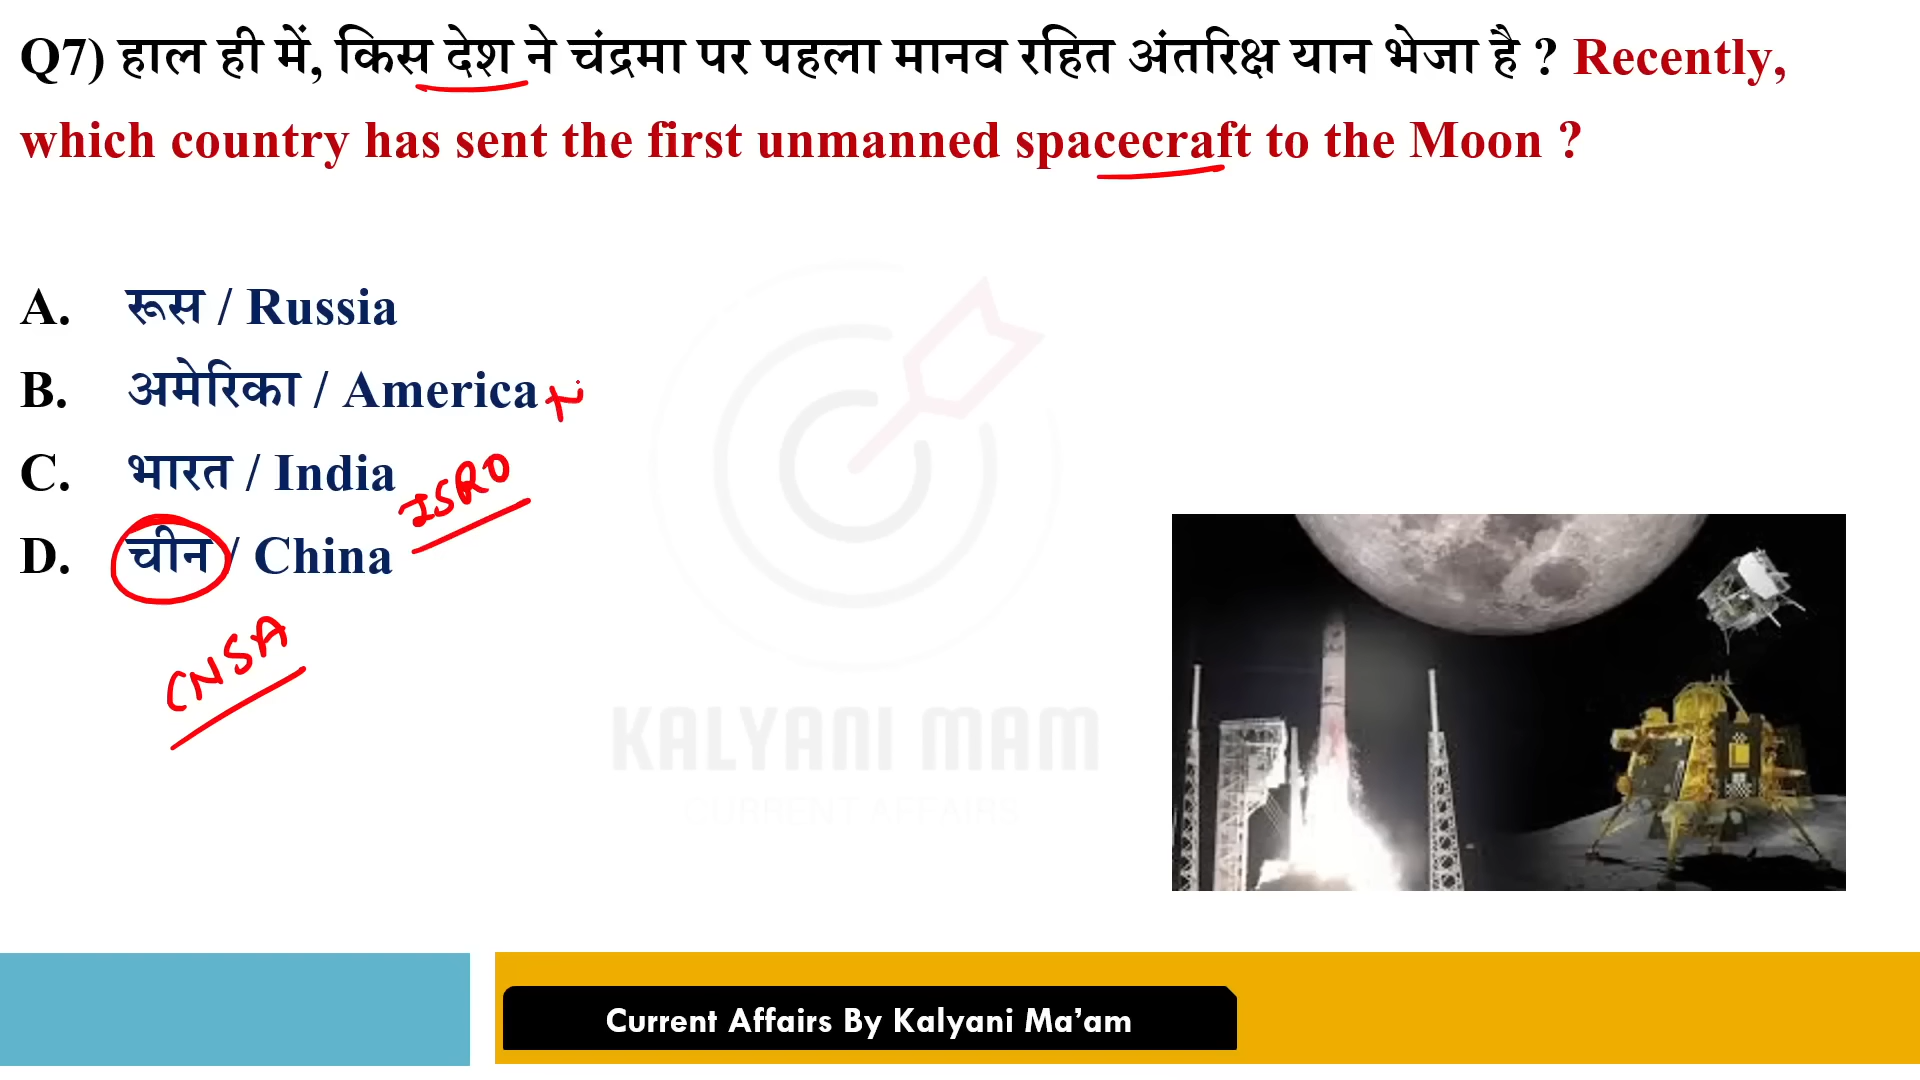 Q7) हाल ही में, किस देश ने चंद्रमा पर पहला मानव रहित अंतरिक्ष यान भेजा है ? Recently,
which country has sent the first unmanned spacecraft to the Moon ?
A. रूस / Russia
B. अमेरिका / America
C. भारत / India
ISRO
D. चीन / China
CNSA
KALYANI MAM
CURRENT AFFAIRS
Current Affairs By Kalyani Ma’am